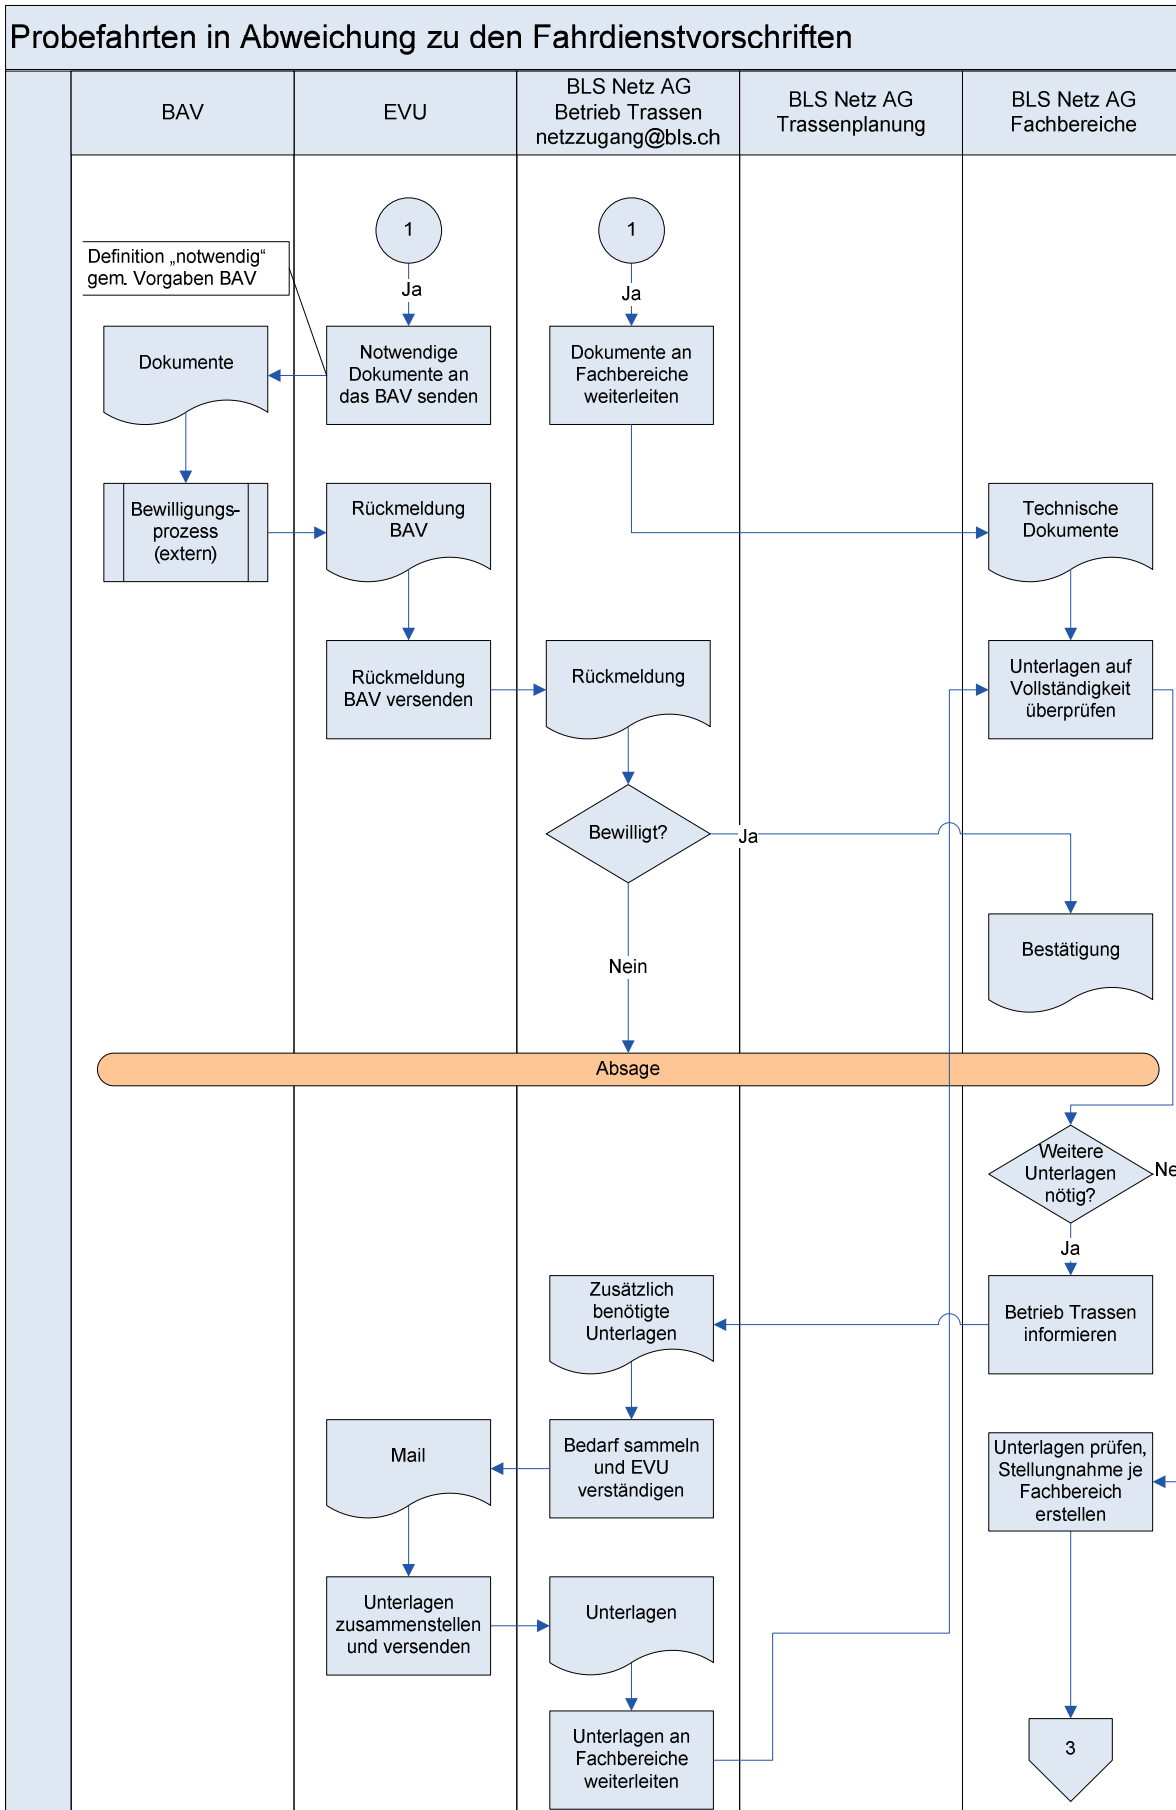 Probefahrten in Abweichung zu den Fahrdienstvorschriften
BAV
EVU
BLS Netz AG
Betrieb Trassen
netzzugang@bls.ch
BLS Netz AG
Trassenplanung
BLS Netz AG
Fachbereiche
1
1
Definition „notwendig“
gem. Vorgaben BAV
Ja
Ja
Dokumente
Notwendige
Dokumente an
das BAV senden
Dokumente an
Fachbereiche
weiterleiten
Bewilligungs-
prozess
(extern)
Rückmeldung
BAV
Technische
Dokumente
Rückmeldung
BAV versenden
Rückmeldung
Unterlagen auf
Vollständigkeit
überprüfen
Bewilligt?
Ja
Bestätigung
Nein
Absage
Weitere
Unterlagen
nötig?
Ne
Ja
Zusätzlich
benötigte
Unterlagen
Betrieb Trassen
informieren
Mail
Bedarf sammeln
und EVU
verständigen
Unterlagen prüfen,
Stellungnahme je
Fachbereich
erstellen
Unterlagen
zusammenstellen
und versenden
Unterlagen
Unterlagen an
Fachbereiche
weiterleiten
3